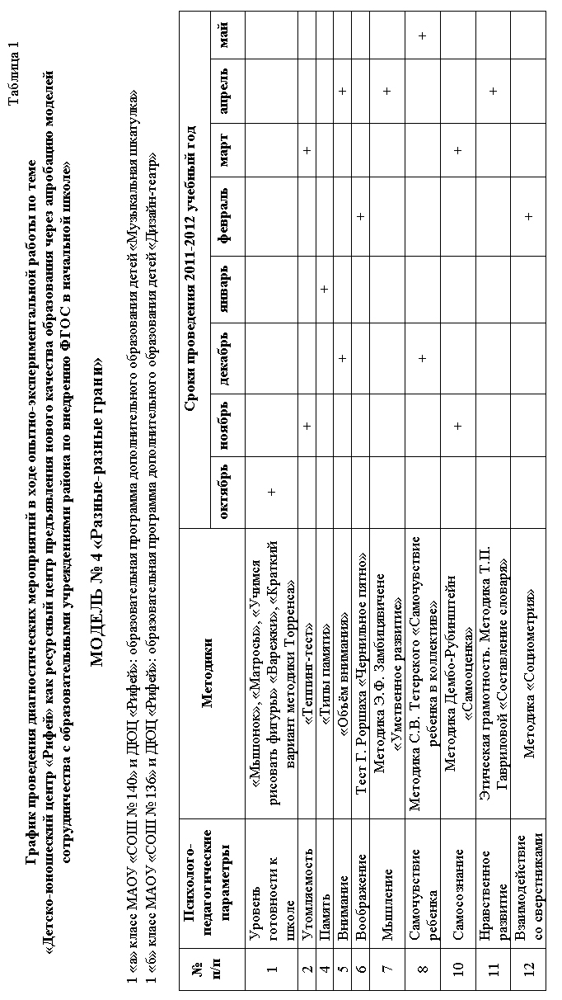 Таблица 1
График проведения диагностических мероприятий в ходе опытно-экспериментальной работы по теме
«Детско-юношеский центр «Рифей» как ресурсный центр предъявления нового качества образования через апробацию моделей
сотрудничества с образовательными учреждениями района по внедрению ФГОС в начальной школе»
МОДЕЛЬ № 4 «Разные-разные грани»
1 «а» класс МАОУ «СОШ № 140» и ДЮЦ «Рифей»: образовательная программа дополнительного образования детей «Музыкальная шкатулка»
1 «б» класс МАОУ «СОШ № 136» и ДЮЦ «Рифей»: образовательная программа дополнительного образования детей «Дизайн-театр»
№
п/п
Психолого-
педагогические
параметры
Методики
Сроки проведения 2011-2012 учебный год
октябрь ноябрь декабрь январь февраль март апрель май
1
Уровень
готовности к
школе
«Мышонок», «Матросы», «Учимся
рисовать фигуры» «Варежки», «Краткий
вариант методики Торренса»
+
2 Утомляемость «Теппинг-тест» + +
4 Память «Типы памяти» +
5 Внимание «Объём внимания» + +
6 Воображение Тест Г. Роршаха «Чернильное пятно» +
7 Мышление
Методика Э.Ф. Замбицявичене
«Умственное развитие»
+
8
Самочувствие
ребенка
Методика С.В. Тетерского «Самочувствие
ребенка в коллективе»
+ +
10 Самосознание
Методика Дембо-Рубинштейн
«Самооценка»
+ +
11
Нравственное
развитие
Этическая грамотность. Методика Т.П.
Гавриловой «Составление словаря»
+
12
Взаимодействие
со сверстниками
Методика «Социометрия»
+